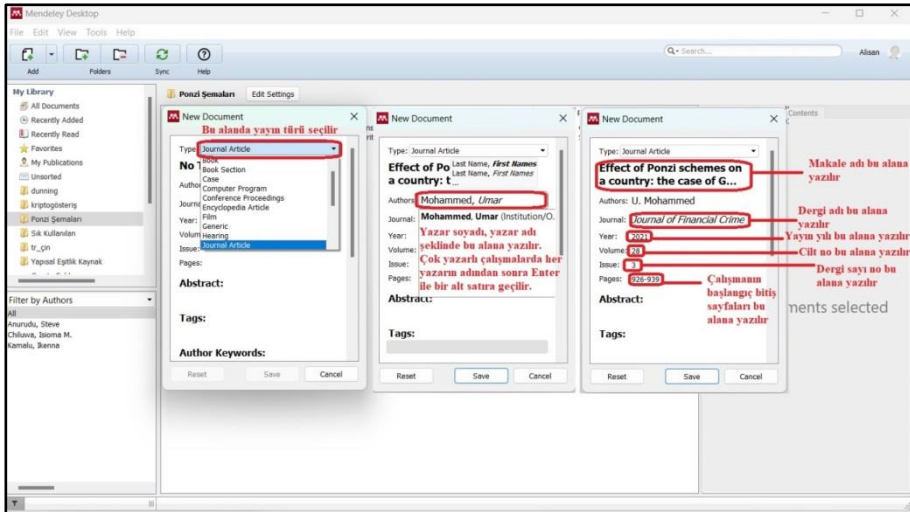 Mendeley Desktop
File Edit View Tools Help
Add Folders Sync Help
Search...
Alisan
My Library
All Documents
Recently Added
Recently Read
Favorites
My Publications
Unsorted
dunning
kriptogösteriş
Ponzi Şemaları
Sık Kullanılan
tr_çin
Yapısal Eşitlik Kaynak
Filter by Authors
All
Anurudu, Steve
Chiluwa, Isioma M.
Kamalu, Ikenna
Ponzi Şemaları Edit Settings
Contents
New Document
Bu alanda yayın türü seçilir
Type: Journal Article
Book
Book Section
Case
Computer Program
Conference Proceedings
Encyclopedia Article
Film
Generic
Hearing
Journal Article
Year:
Issue:
Pages:
Abstract:
Tags:
Author Keywords:
Reset Save Cancel
New Document
Type: Journal Article
Effect of Po
a country: t...
Last Name, First Names
Last Name, First Names
Authors: Mohammed, Umar
Journal: Mohammed, Umar (Institution/O.
Year:
Volume:
Issue:
Pages:
Yazar soyadı, yazar adı
şeklinde bu alana yazılır.
Çok yazarlı çalışmalarda her
yazarın adından sonra Enter
ile bir alt satıra geçilir.
Abstract:
Tags:
Reset Save Cancel
New Document
Type: Journal Article
Effect of Ponzi schemes on
a country: the case of G...
Authors: U. Mohammed
Journal: Journal of Financial Crime
Year: 2021
Volume: 28
Issue: 3
Pages: 926-939
Abstract:
Tags:
Reset Save Cancel
Makale adı bu alana
yazılır
Dergi adı bu alana
yazılır
Yayın yılı bu alana yazılır
Cilt no bu alana yazılır
Dergi sayı no bu
alana yazılır
Çalışmanın
başlangıç bitiş
sayfaları bu
alana yazılır
ments selected